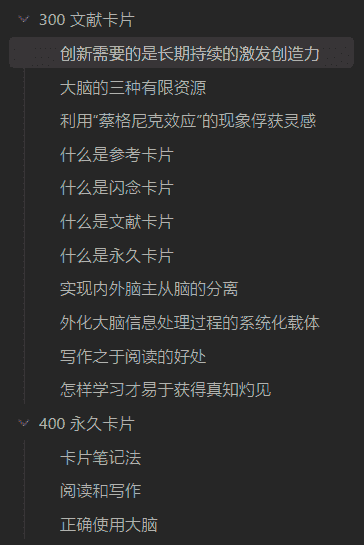 300 文献卡片
创新需要的是长期持续的激发创造力
大脑的三种有限资源
利用“蔡格尼克效应”的现象俘获灵感
什么是参考卡片
什么是闪念卡片
什么是文献卡片
什么是永久卡片
实现内外脑主从脑的分离
外化大脑信息处理过程的系统化载体
写作之于阅读的好处
怎样学习才易于获得真知灼见
400 永久卡片
卡片笔记法
阅读和写作
正确使用大脑